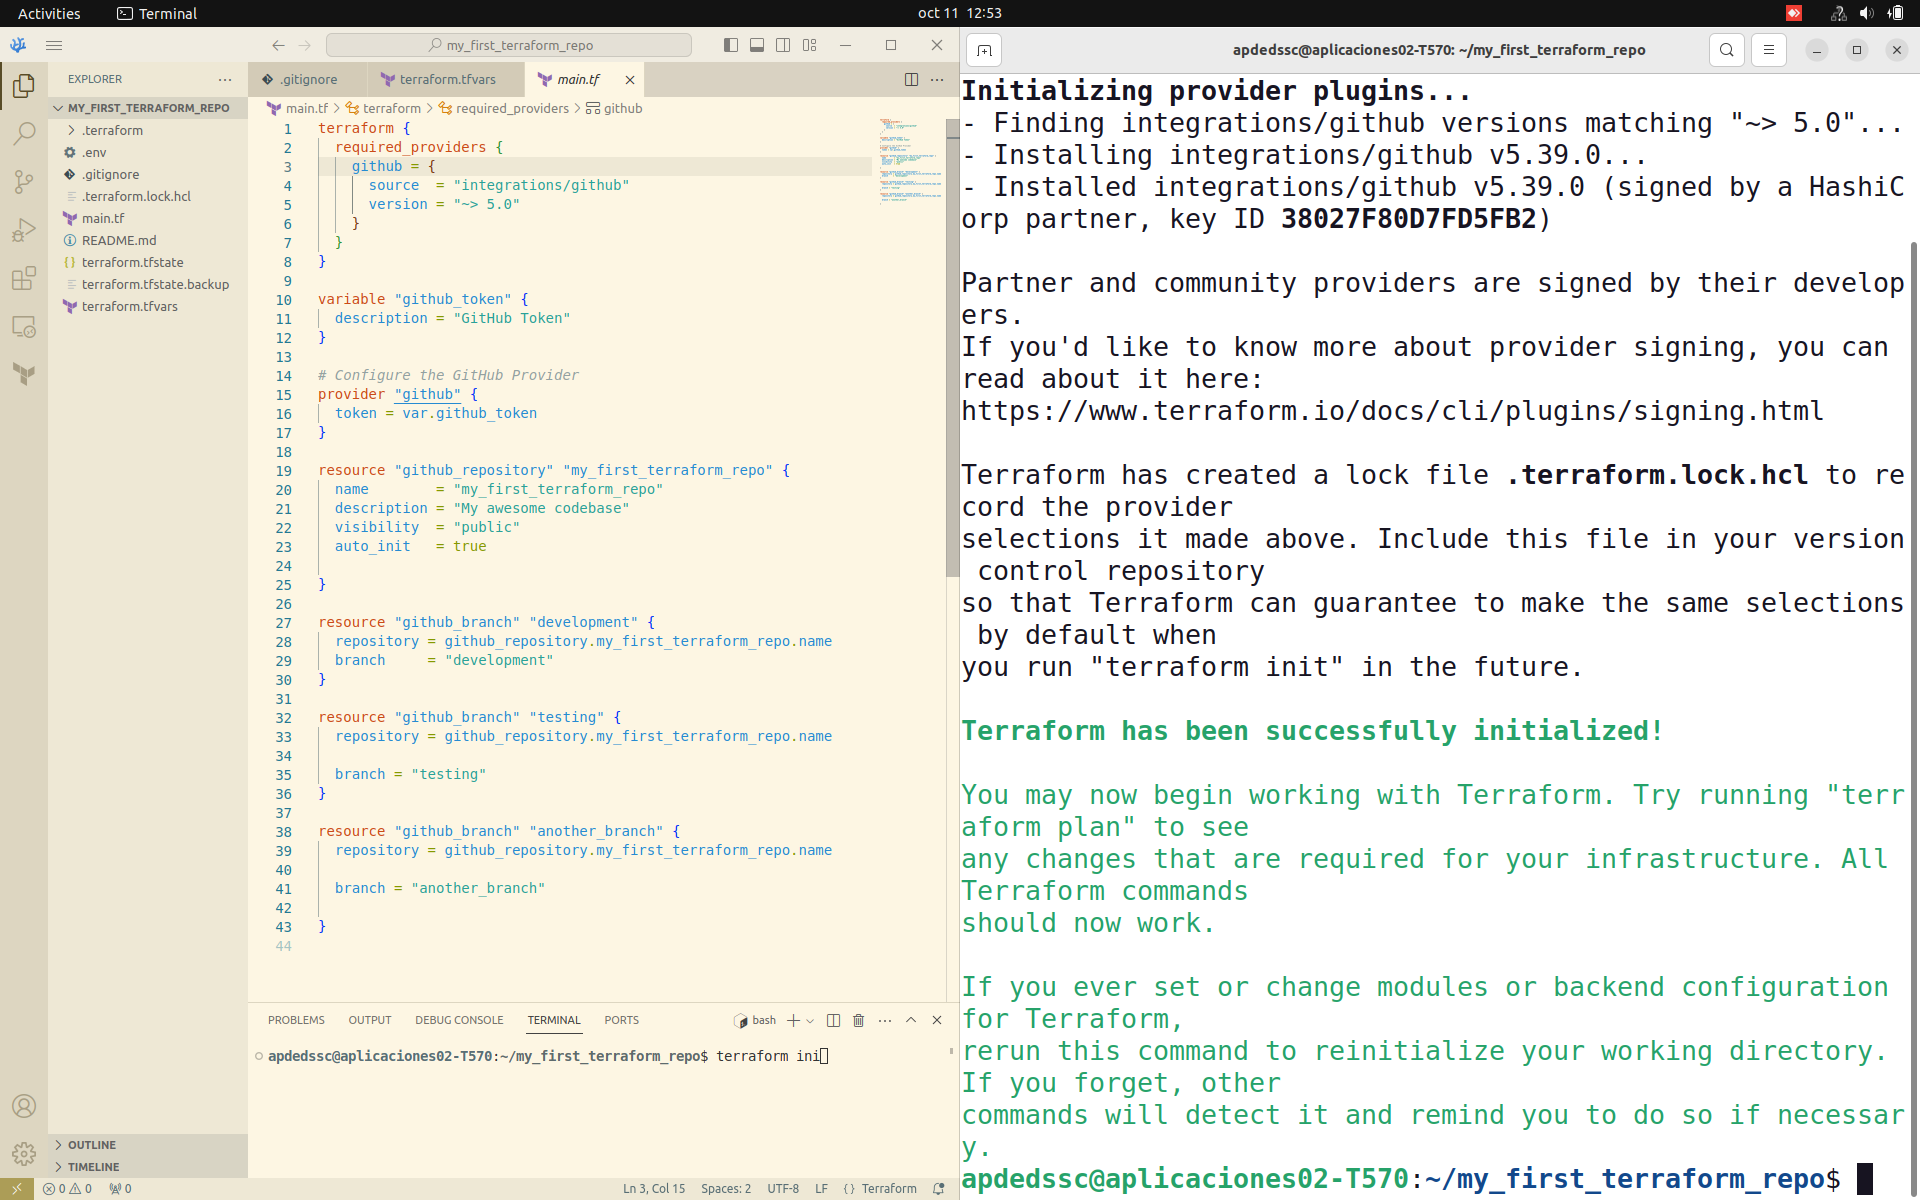 Activities
Terminal
oct 11 12:53
my_first_terraform_repo
EXPLORER
MY_FIRST_TERRAFORM_REPO
.terraform
.env
.gitignore
.terraform.lock.hcl
main.tf
README.md
terraform.tfstate
terraform.tfstate.backup
terraform.tfvars
OUTLINE
TIMELINE
.gitignore
terraform.tfvars
main.tf
main.tf > terraform > required_providers > github
1 terraform {
2   required_providers {
3     github = {
4       source  = "integrations/github"
5       version = "~> 5.0"
6     }
7   }
8 }
9
10 variable "github_token" {
11   description = "GitHub Token"
12 }
13
14 # Configure the GitHub Provider
15 provider "github" {
16   token = var.github_token
17 }
18
19 resource "github_repository" "my_first_terraform_repo" {
20   name        = "my_first_terraform_repo"
21   description = "My awesome codebase"
22   visibility  = "public"
23   auto_init   = true
24
25 }
26
27 resource "github_branch" "development" {
28   repository = github_repository.my_first_terraform_repo.name
29   branch     = "development"
30 }
31
32 resource "github_branch" "testing" {
33   repository = github_repository.my_first_terraform_repo.name
34
35   branch = "testing"
36 }
37
38 resource "github_branch" "another_branch" {
39   repository = github_repository.my_first_terraform_repo.name
40
41   branch = "another_branch"
42
43 }
44
PROBLEMS OUTPUT DEBUG CONSOLE TERMINAL PORTS
bash
apdedssc@aplicaciones02-T570:~/my_first_terraform_repo$ terraform ini
0 0 0
Ln 3, Col 15 Spaces: 2 UTF-8 LF {} Terraform
apdedssc@aplicaciones02-T570: ~/my_first_terraform_repo
Initializing provider plugins...
- Finding integrations/github versions matching "~> 5.0"...
- Installing integrations/github v5.39.0...
- Installed integrations/github v5.39.0 (signed by a HashiC
orp partner, key ID 38027F80D7FD5FB2)
Partner and community providers are signed by their develop
ers.
If you'd like to know more about provider signing, you can
read about it here:
https://www.terraform.io/docs/cli/plugins/signing.html
Terraform has created a lock file .terraform.lock.hcl to re
cord the provider
selections it made above. Include this file in your version
 control repository
so that Terraform can guarantee to make the same selections
 by default when
you run "terraform init" in the future.
Terraform has been successfully initialized!
You may now begin working with Terraform. Try running "terr
aform plan" to see
any changes that are required for your infrastructure. All
Terraform commands
should now work.
If you ever set or change modules or backend configuration
for Terraform,
rerun this command to reinitialize your working directory.
If you forget, other
commands will detect it and remind you to do so if necessar
y.
apdedssc@aplicaciones02-T570:~/my_first_terraform_repo$